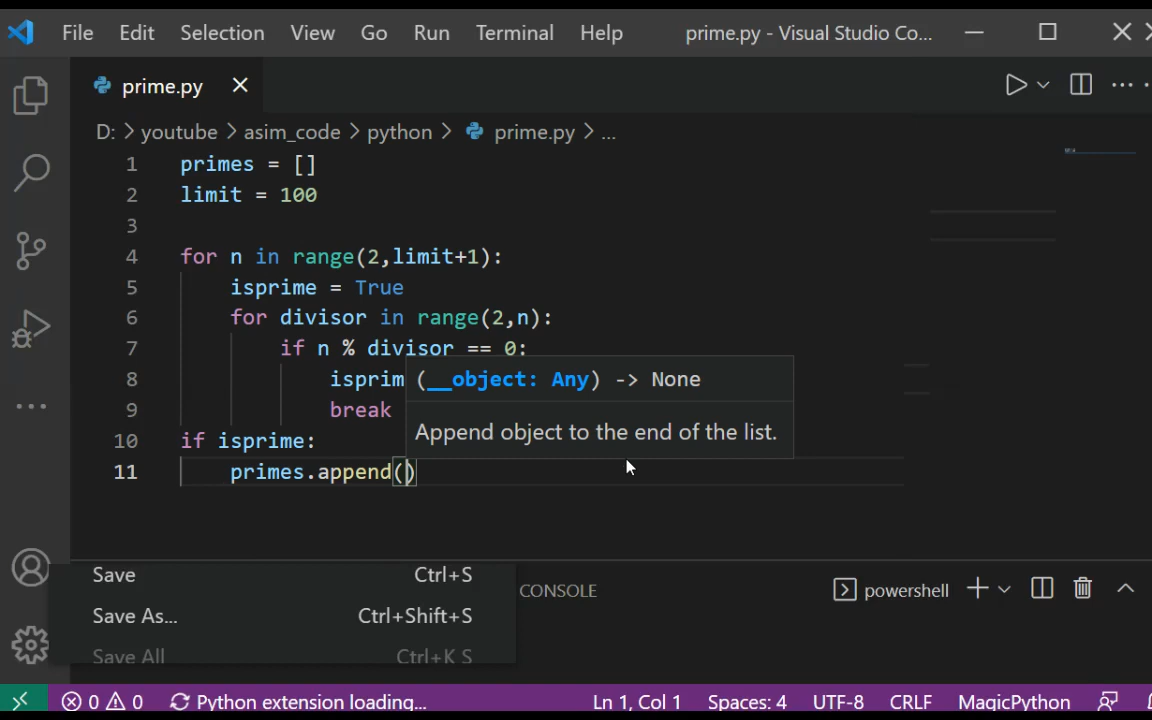 File Edit Selection View Go Run Terminal Help prime.py - Visual Studio Co...
prime.py
D: > youtube > asim_code > python > prime.py > ...
1 primes = []
2 limit = 100
3
4 for n in range(2,limit+1):
5 isprime = True
6 for divisor in range(2,n):
7 if n % divisor == 0:
8 isprim
(__object: Any) -> None
9 break
Append object to the end of the list.
10 if isprime:
11 primes.append()
Save Ctrl+S
CONSOLE
powershell
Save As... Ctrl+Shift+S
Save All Ctrl+K S
0 0 Python extension loading... Ln 1, Col 1 Spaces: 4 UTF-8 CRLF MagicPython